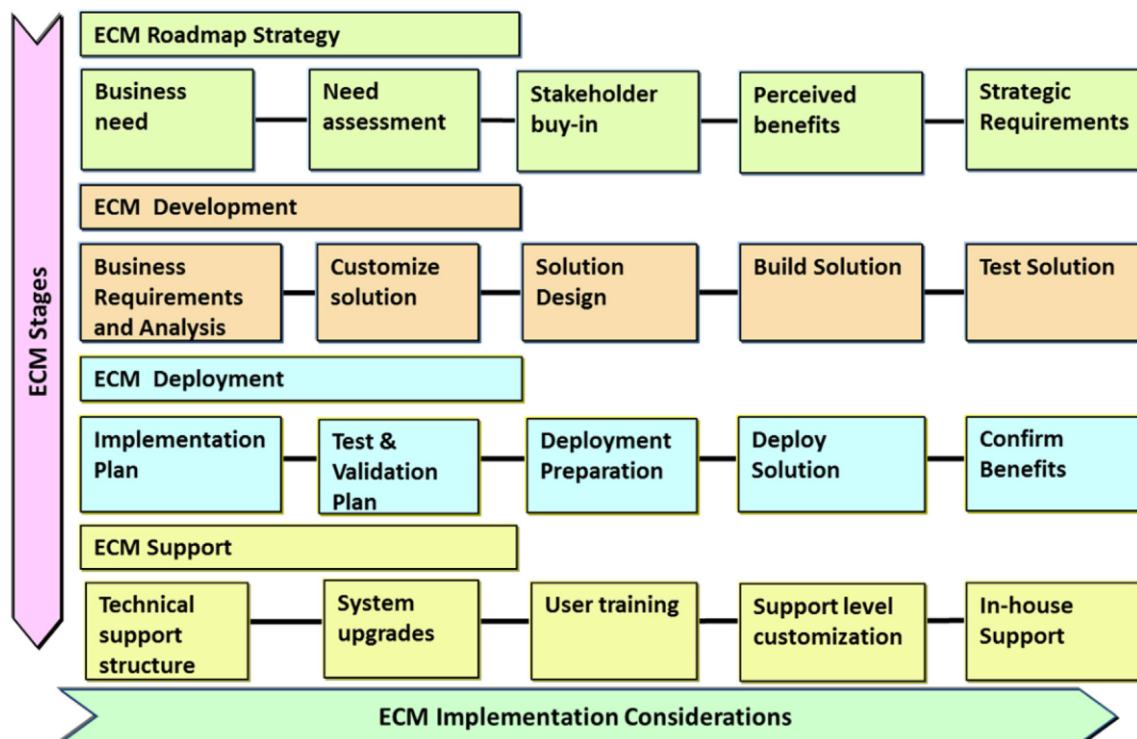 ECM Roadmap Strategy
Business
need
Need
assessment
Stakeholder
buy-in
Perceived
benefits
Strategic
Requirements
ECM Development
Business
Requirements
and Analysis
Customize
solution
Solution
Design
Build Solution
Test Solution
ECM Deployment
Implementation
Plan
Test &
Validation
Plan
Deployment
Preparation
Deploy
Solution
Confirm
Benefits
ECM Support
Technical
support
structure
System
upgrades
User training
Support level
customization
In-house
Support
ECM Stages
ECM Implementation Considerations